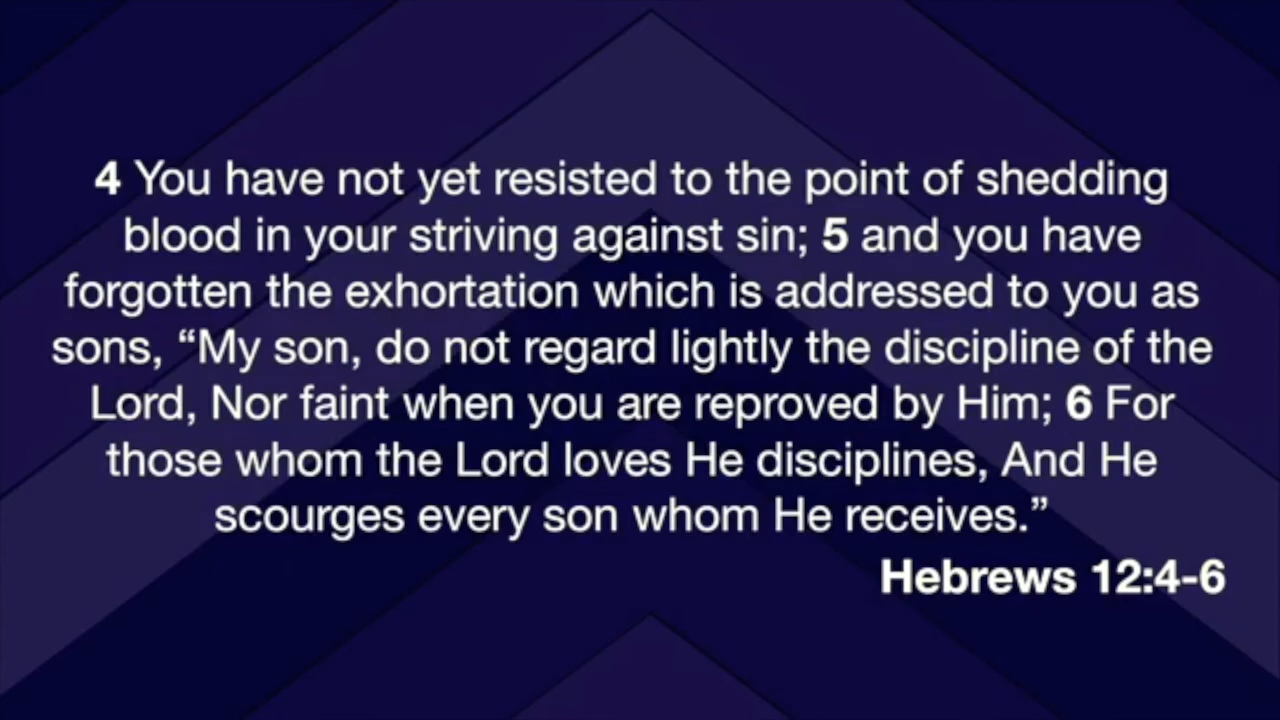 4 You have not yet resisted to the point of shedding
blood in your striving against sin; 5 and you have
forgotten the exhortation which is addressed to you as
sons, “My son, do not regard lightly the discipline of the
Lord, Nor faint when you are reproved by Him; 6 For
those whom the Lord loves He disciplines, And He
scourges every son whom He receives.”
Hebrews 12:4-6